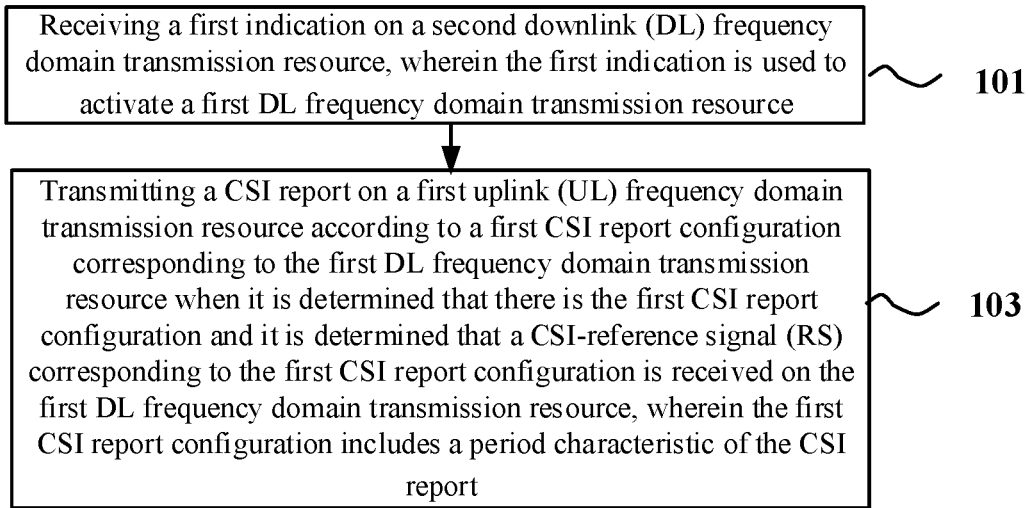 Receiving a first indication on a second downlink (DL) frequency
domain transmission resource, wherein the first indication is used to
activate a first DL frequency domain transmission resource
101
Transmitting a CSI report on a first uplink (UL) frequency domain
transmission resource according to a first CSI report configuration
corresponding to the first DL frequency domain transmission
resource when it is determined that there is the first CSI report
configuration and it is determined that a CSI-reference signal (RS)
corresponding to the first CSI report configuration is received on the
first DL frequency domain transmission resource, wherein the first
CSI report configuration includes a period characteristic of the CSI
report
103